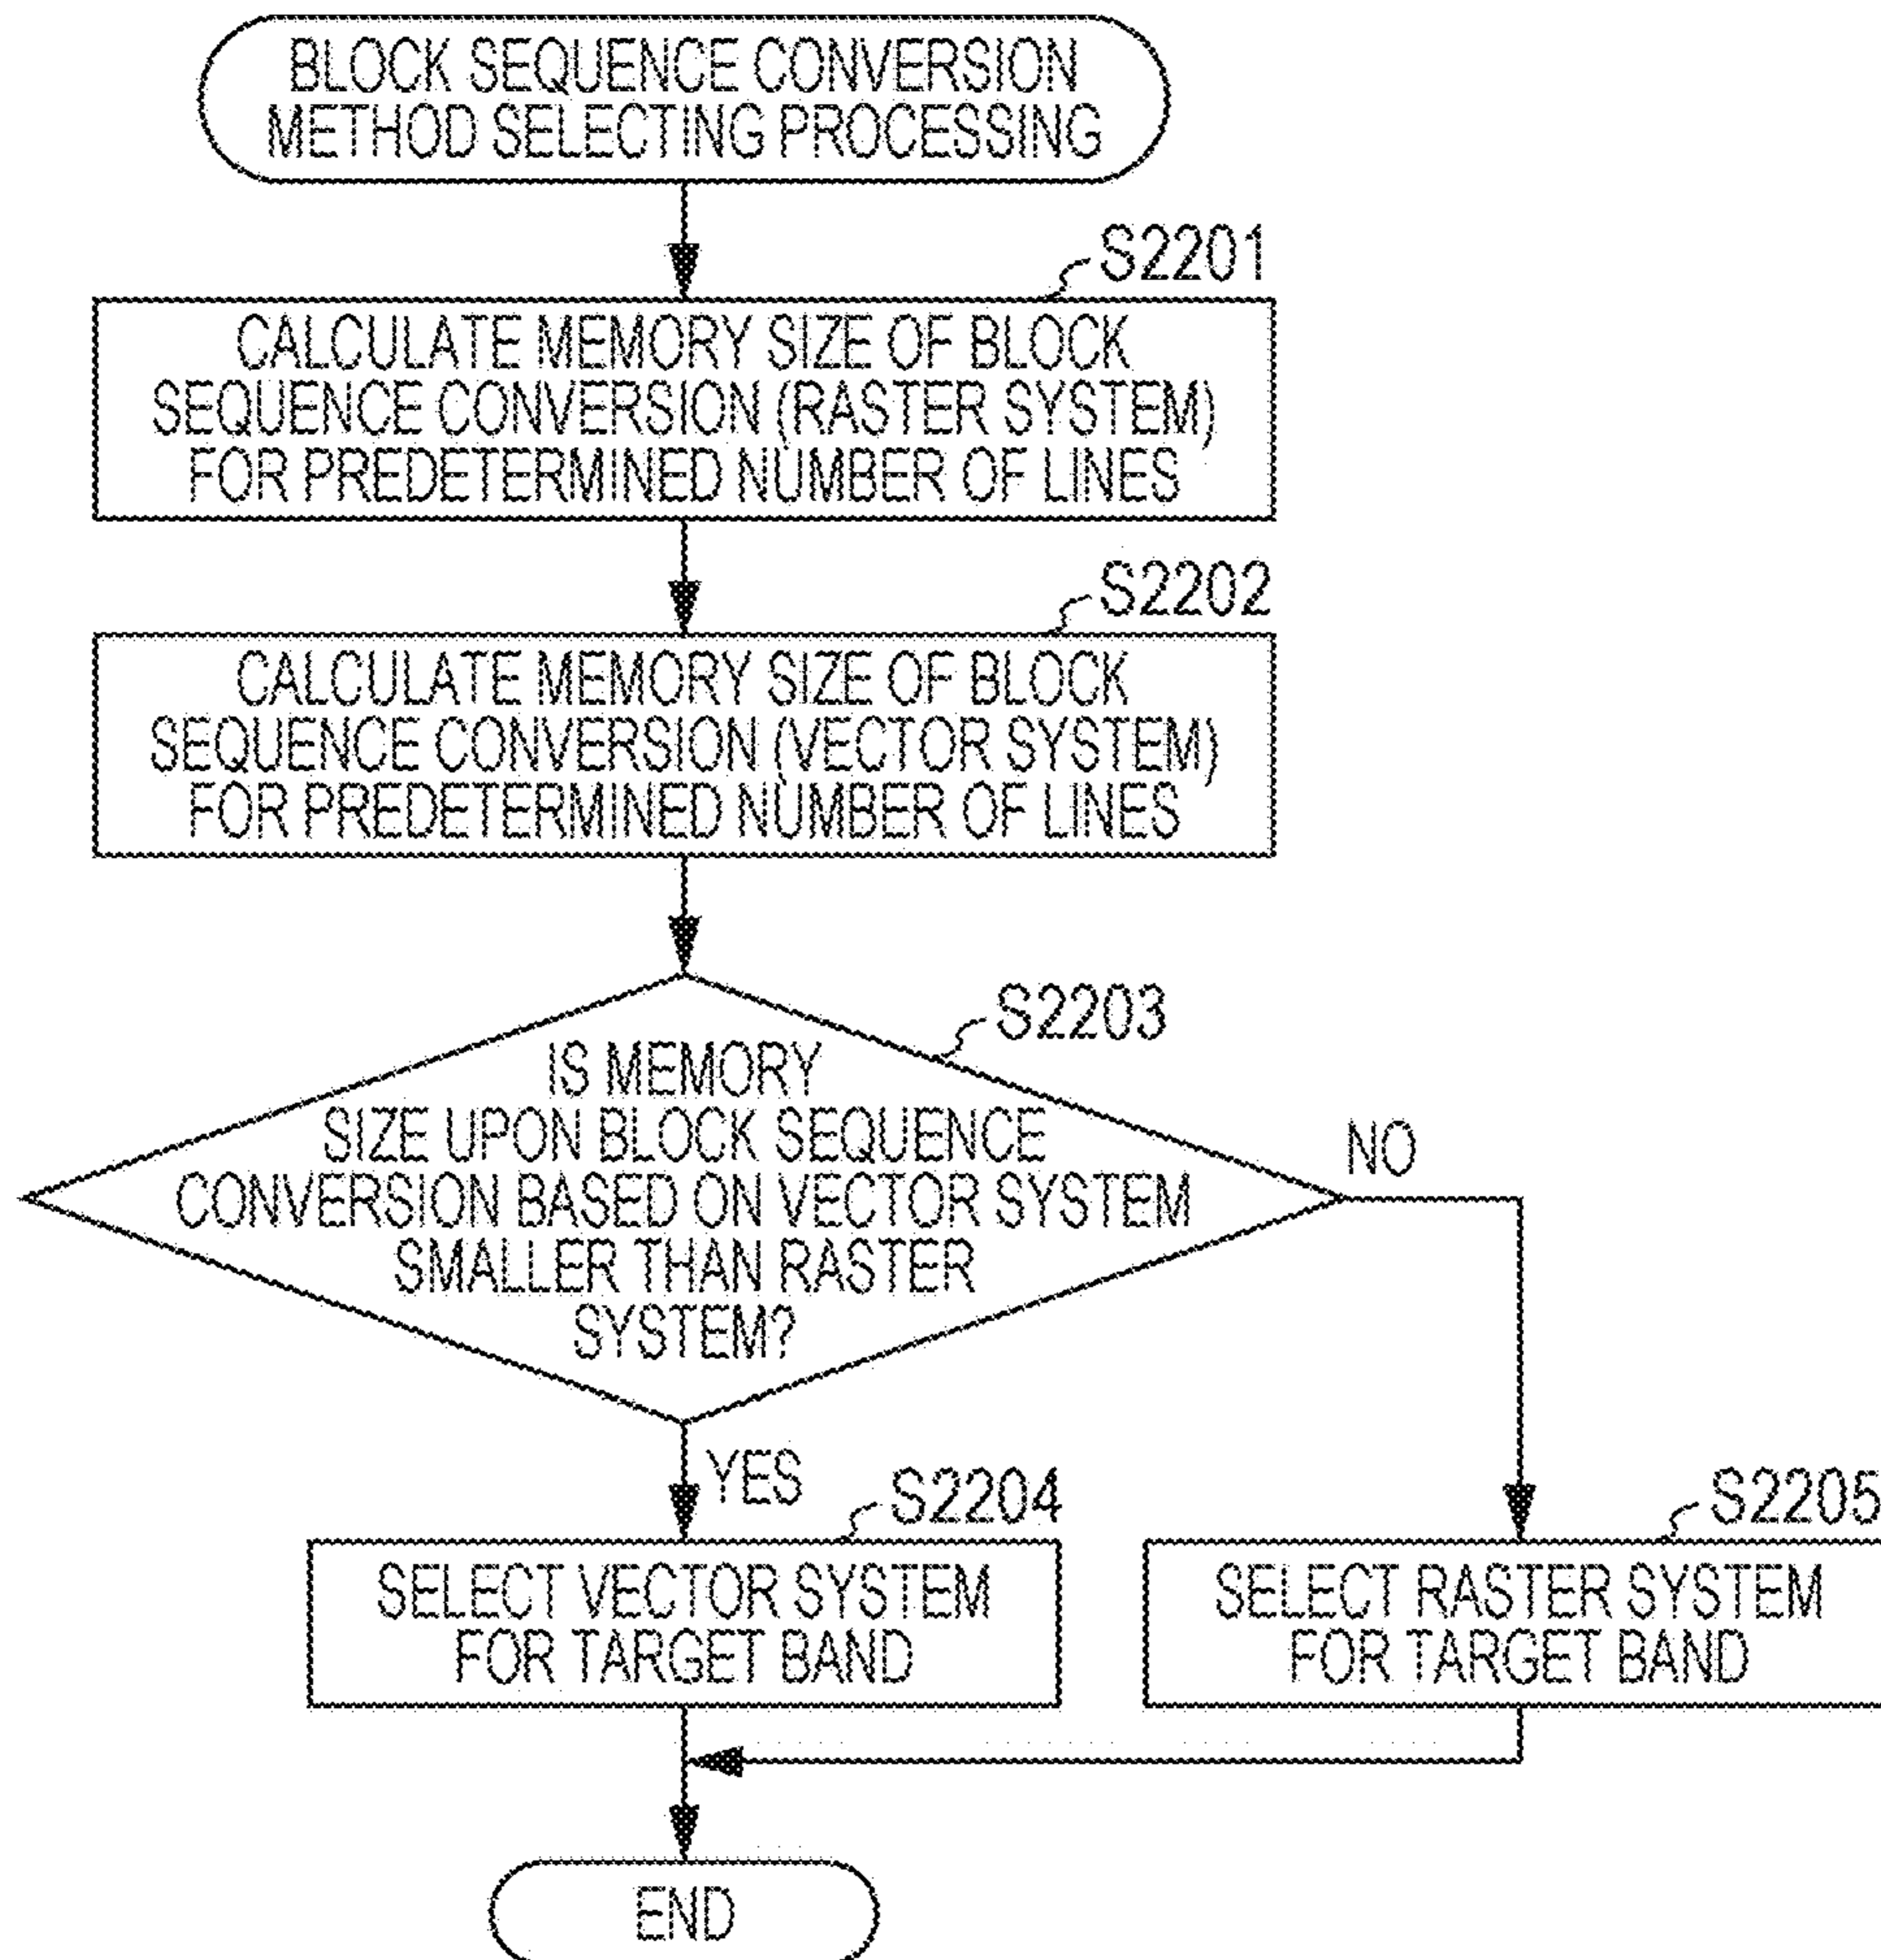 BLOCK SEQUENCE CONVERSION
METHOD SELECTING PROCESSING
S2201
CALCULATE MEMORY SIZE OF BLOCK
SEQUENCE CONVERSION (RASTER SYSTEM)
FOR PREDETERMINED NUMBER OF LINES
S2202
CALCULATE MEMORY SIZE OF BLOCK
SEQUENCE CONVERSION (VECTOR SYSTEM)
FOR PREDETERMINED NUMBER OF LINES
S2203
IS MEMORY
SIZE UPON BLOCK SEQUENCE
CONVERSION BASED ON VECTOR SYSTEM
SMALLER THAN RASTER
SYSTEM?
NO
YES
S2204
SELECT VECTOR SYSTEM
FOR TARGET BAND
S2205
SELECT RASTER SYSTEM
FOR TARGET BAND
END